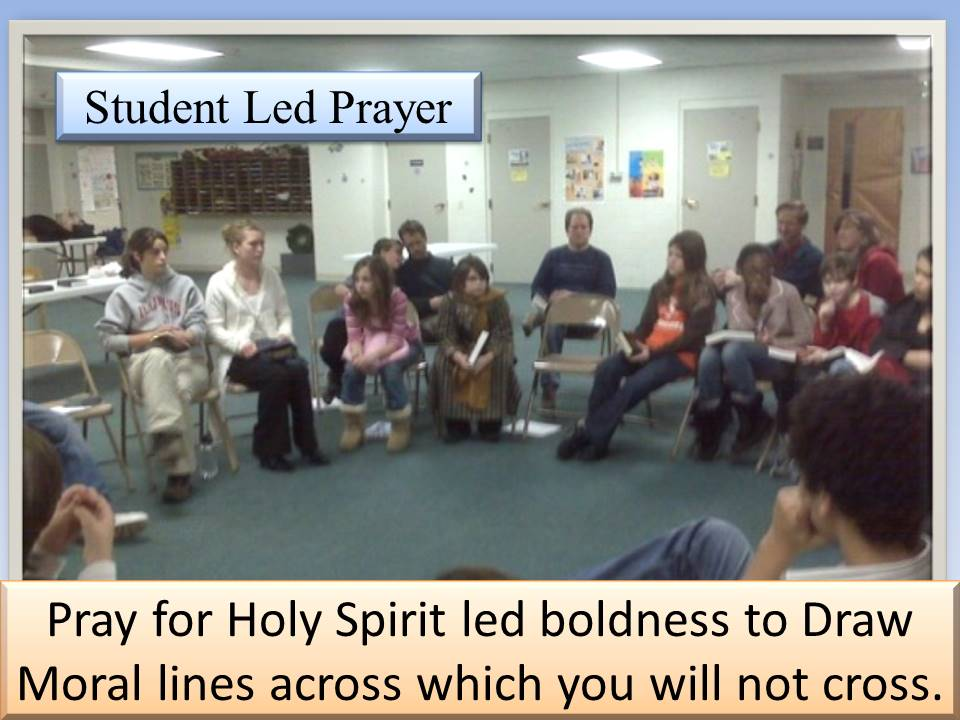 Student Led Prayer
Pray for Holy Spirit led boldness to Draw
Moral lines across which you will not cross.